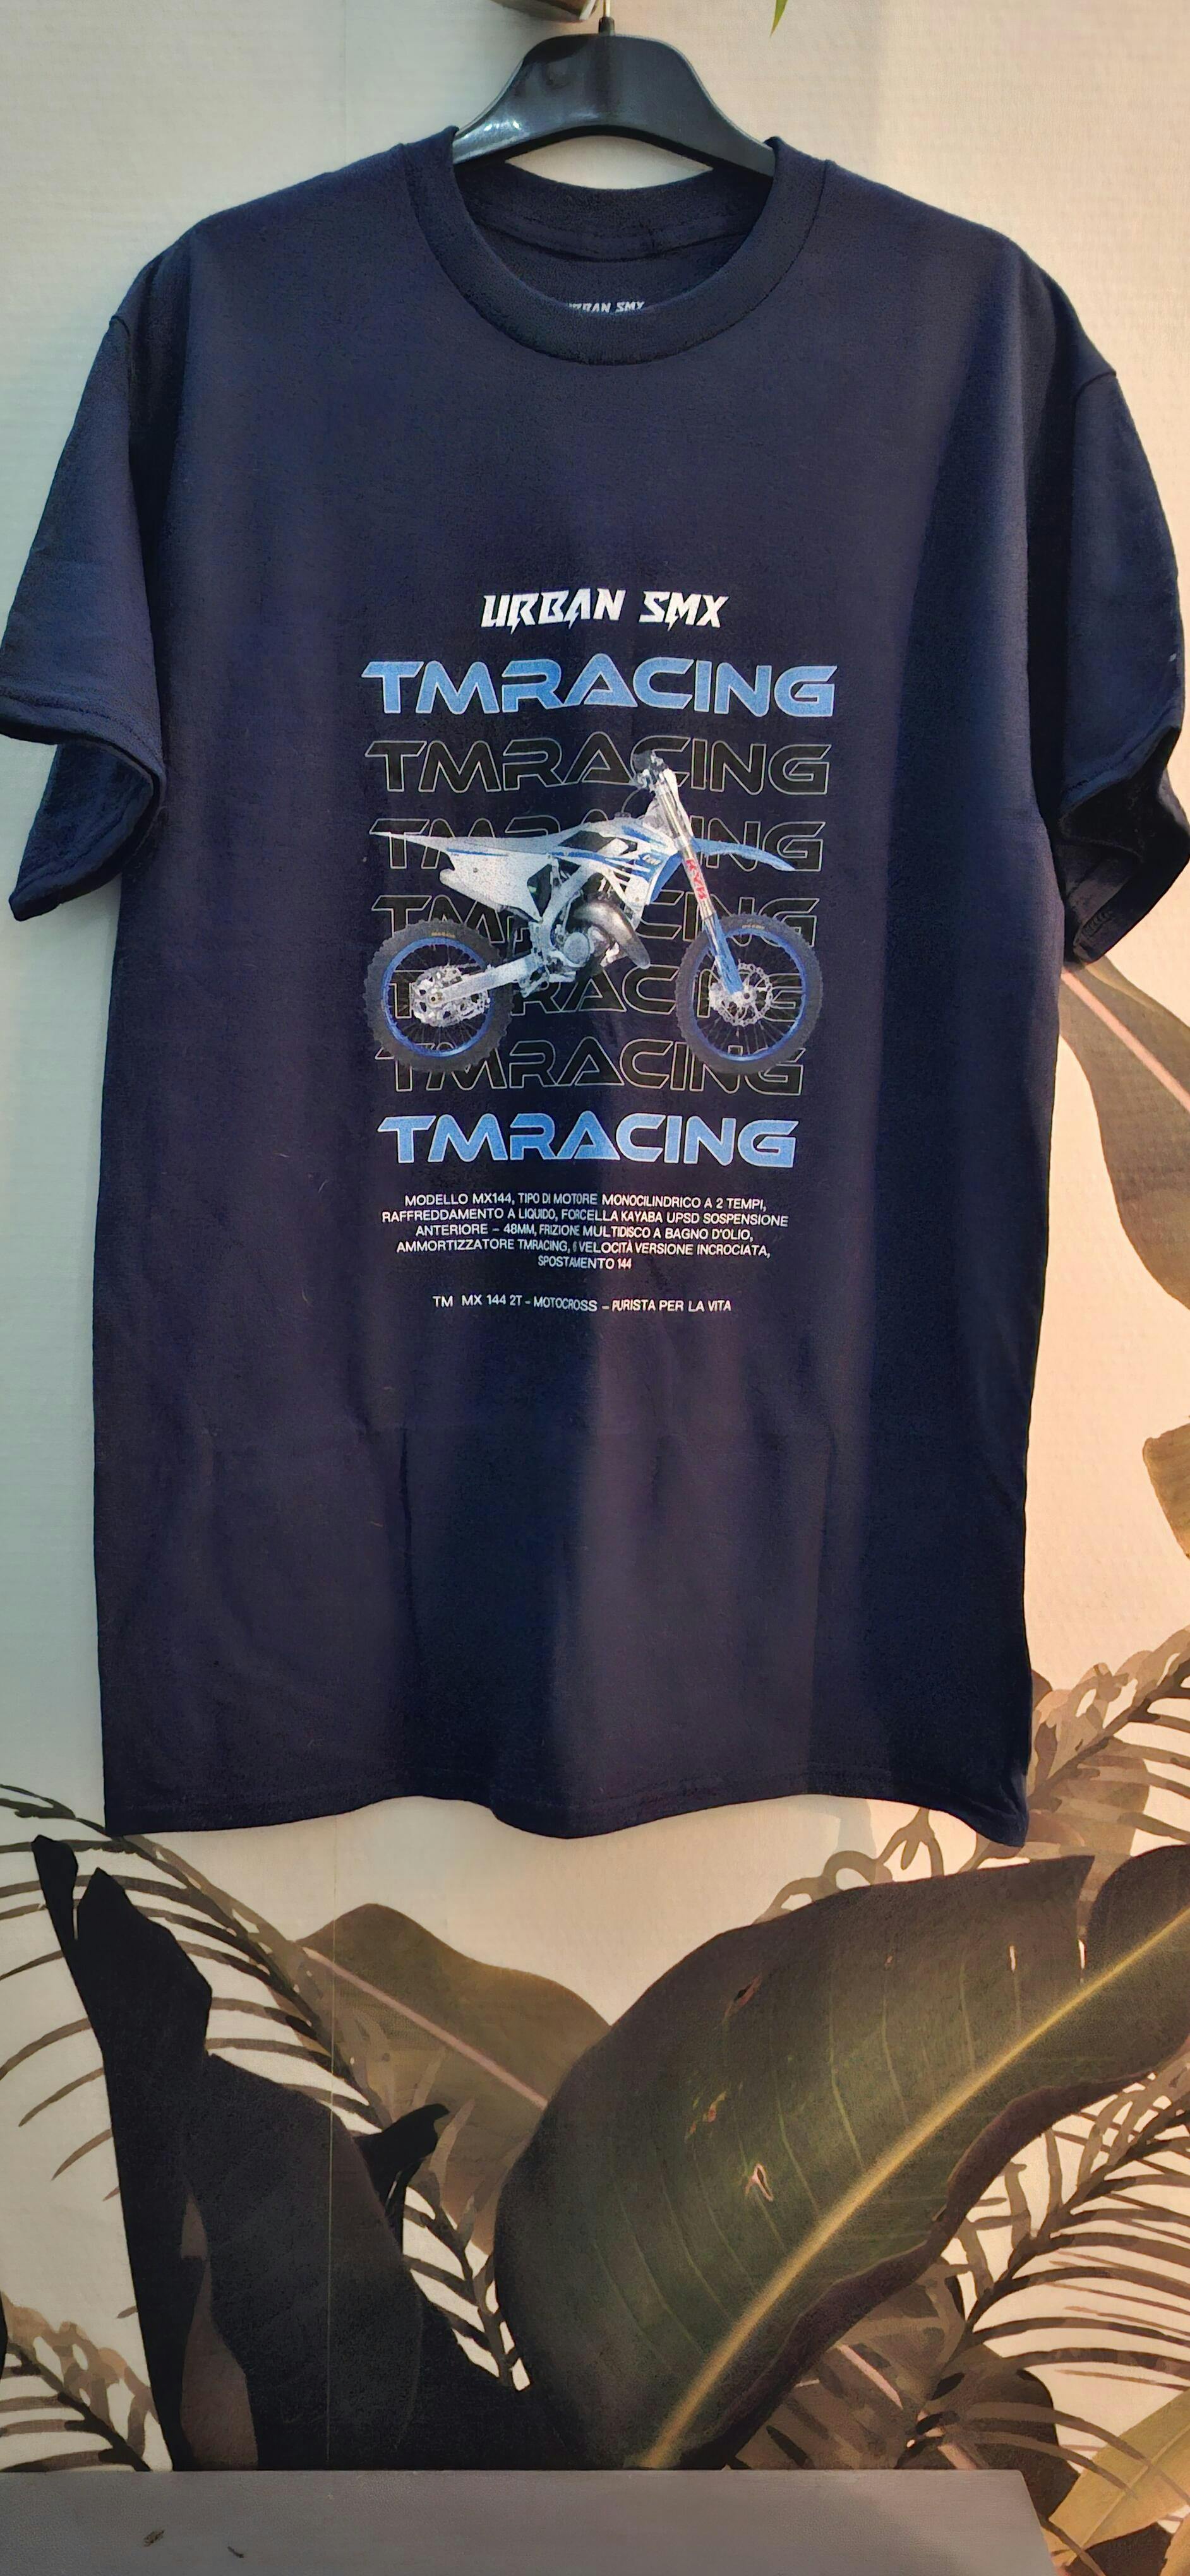 URBAN SMX
URBAN SMX
TMRACING
TMRACING
TMRACING
TMRACING
TMRACING
TMRACING
TMRACING
MODELLO MX144, TIPO DI MOTORE MONOCILINDRICO A 2 TEMPI,
RAFFREDDAMENTO A LIQUIDO, FORCELLA KAYABA UPSD SOSPENSIONE
ANTERIORE – 48MM, FRIZIONE MULTIDISCO A BAGNO D'OLIO,
AMMORTIZZATORE TMRACING, 6 VELOCITÀ VERSIONE INCROCIATA,
SPOSTAMENTO 144
TM MX 144 2T - MOTOCROSS – PURISTA PER LA VITA